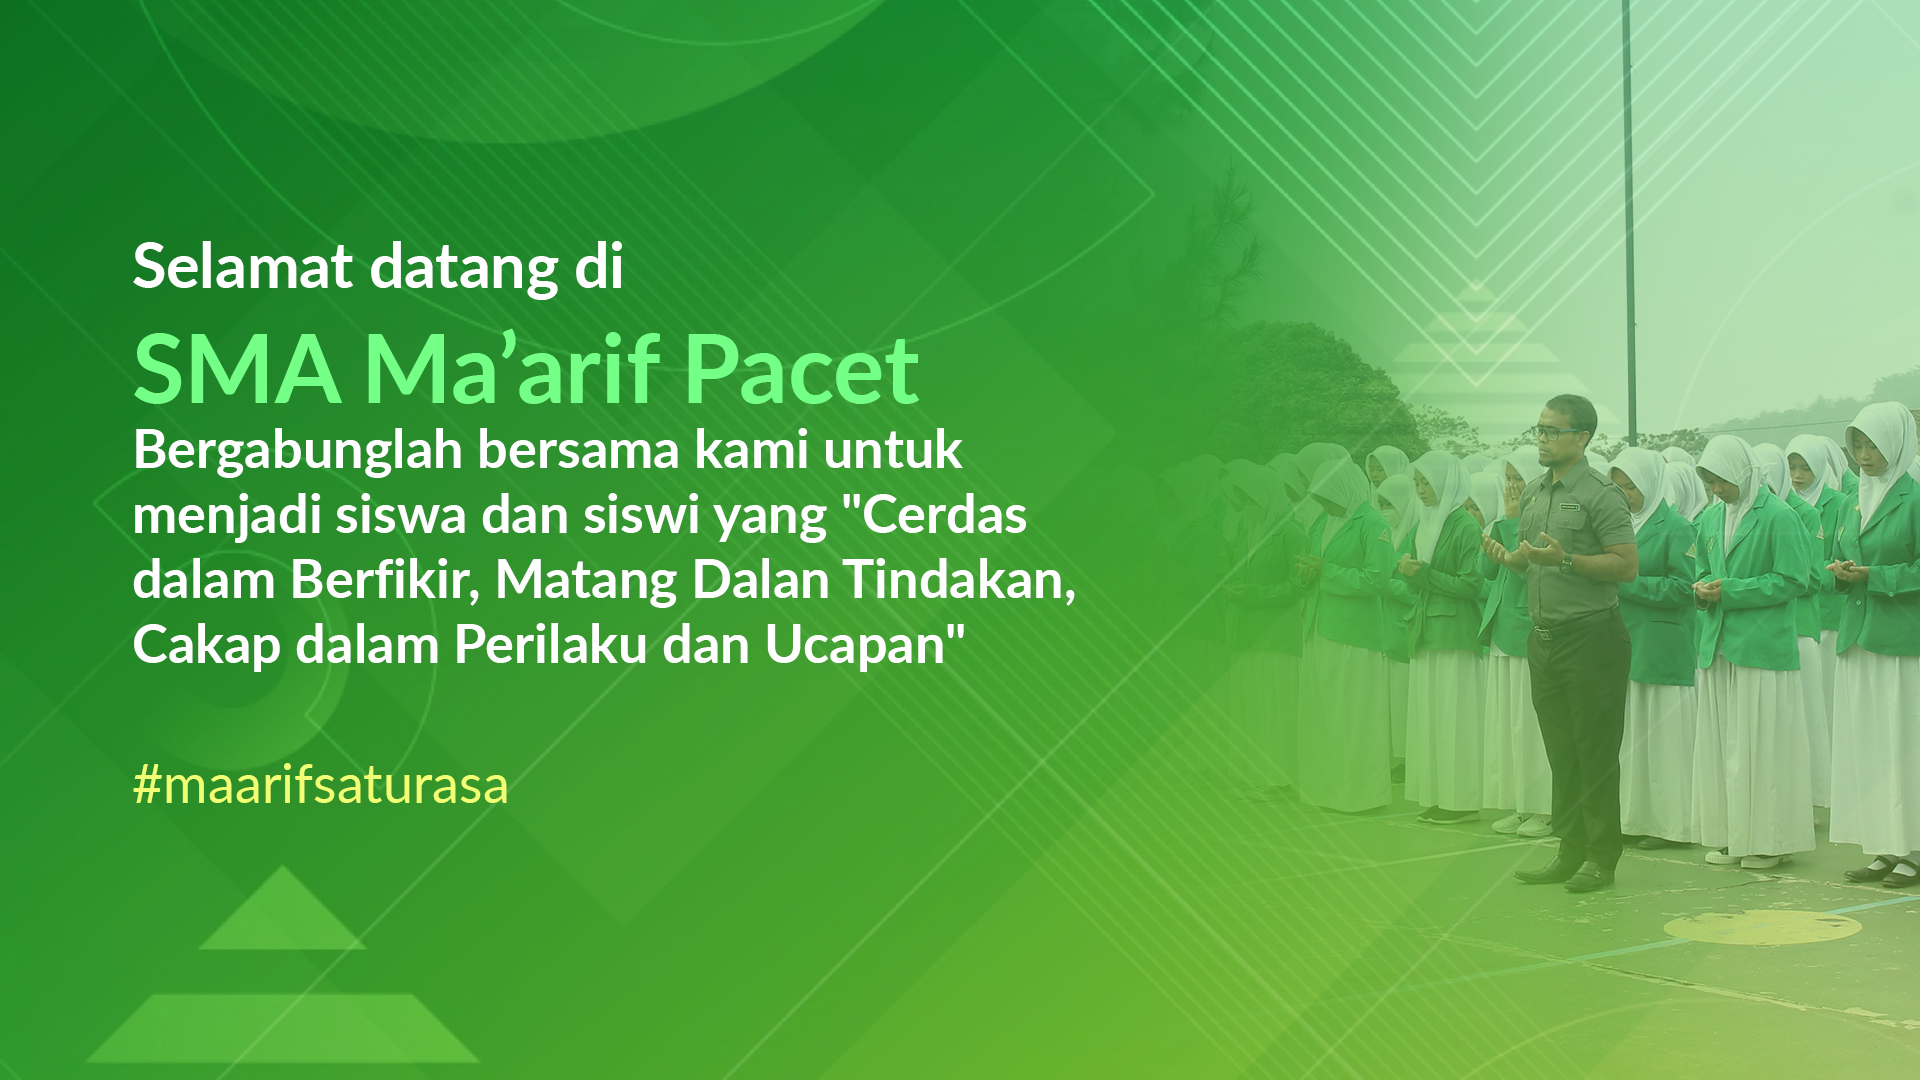 Selamat datang di
SMA Ma’arif Pacet
Bergabunglah bersama kami untuk
menjadi siswa dan siswi yang "Cerdas
dalam Berfikir, Matang Dalan Tindakan,
Cakap dalam Perilaku dan Ucapan"
#maarifsaturasa